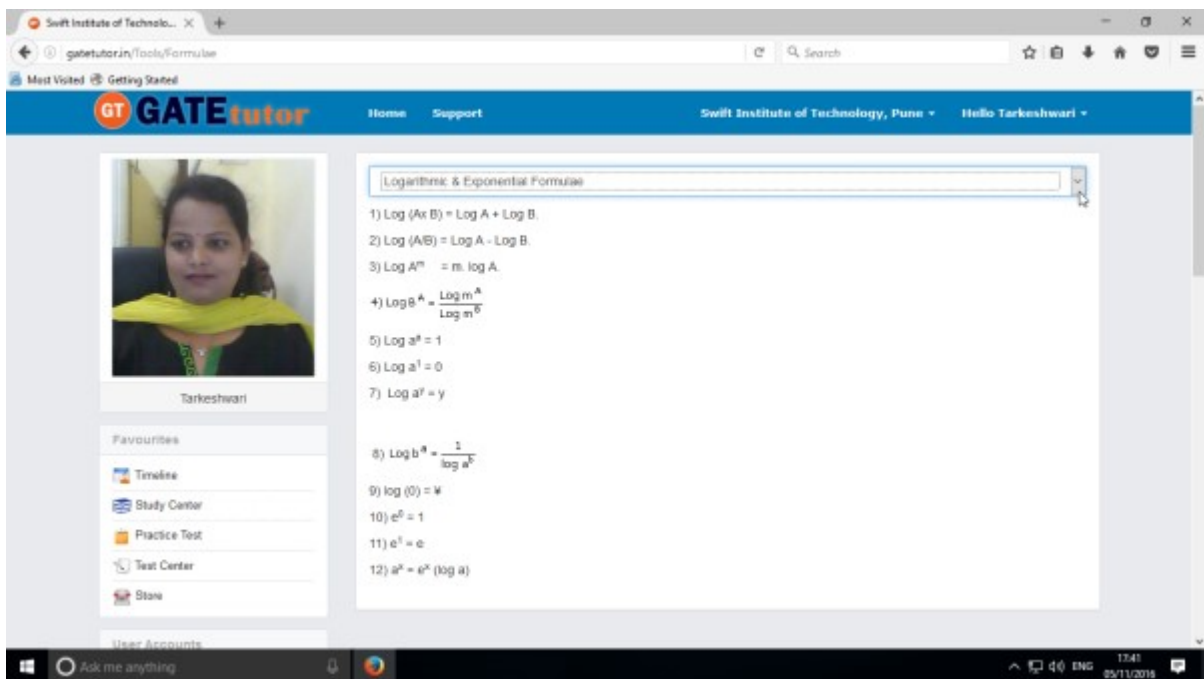 Swift Institute of Technolo...
gatetutor.in/Tools/Formulae
Search
Most Visited Getting Started
GT GATEtutor Home Support Swift Institute of Technology, Pune Hello Tarkeshwari
Logarithmic & Exponential Formulae
1) Log (Ax B) = Log A + Log B.
2) Log (A/B) = Log A - Log B.
3) Log A^m = m. log A.
4) Log B^A = Log m^A / Log m^B
5) Log a^a = 1
6) Log a^1 = 0
7) Log a^y = y
8) Log b^a = 1 / log a^b
9) log (0) = ¥
10) e^0 = 1
11) e^1 = e
12) a^x = e^x (log a)
Tarkeshwari
Favourites
Timeline
Study Center
Practice Test
Test Center
Store
User Accounts
Ask me anything
ENG 17:41
05/11/2016